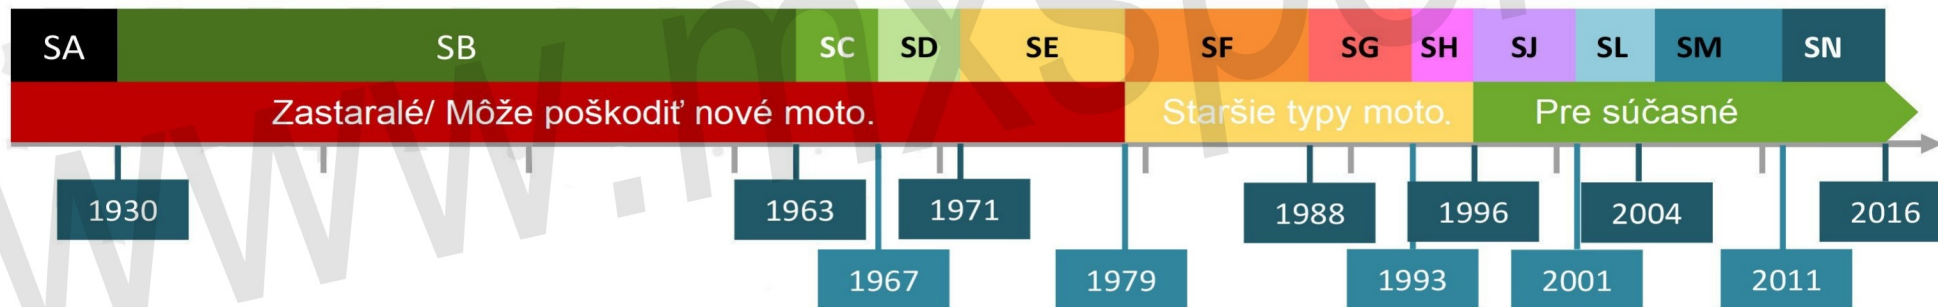 SA SB SC SD SE SF SG SH SJ SL SM SN
Zastaralé/ Môže poškodiť nové moto. Staršie typy moto. Pre súčasné
1930 1963 1971 1988 1996 2004 2016
1967 1979 1993 2001 2011